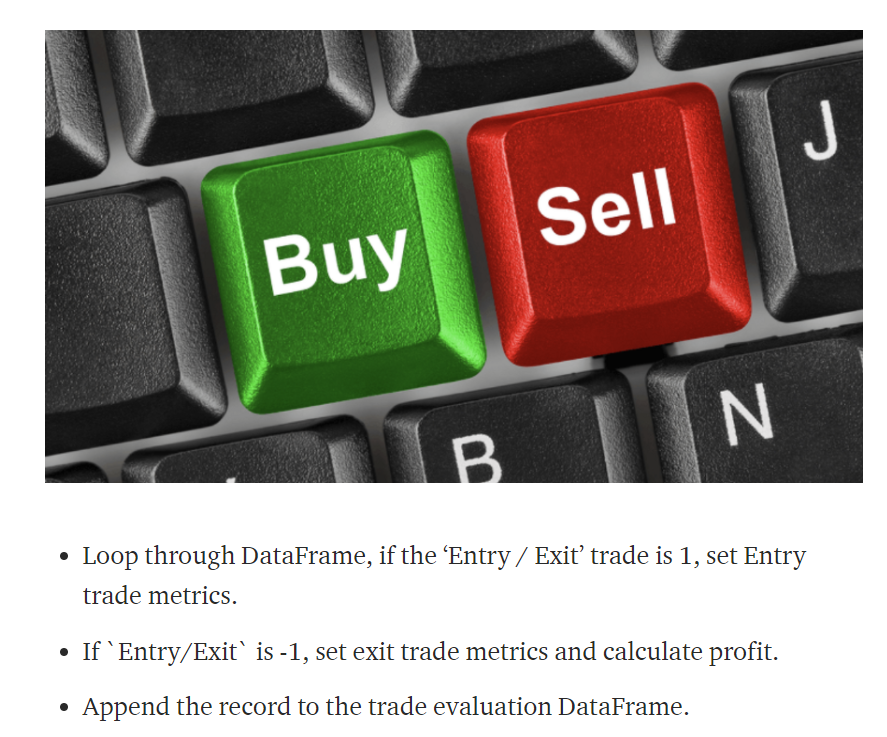 Buy
Sell
J
B
N
• Loop through DataFrame, if the ‘Entry / Exit’ trade is 1, set Entry
trade metrics.
• If `Entry/Exit` is -1, set exit trade metrics and calculate profit.
• Append the record to the trade evaluation DataFrame.